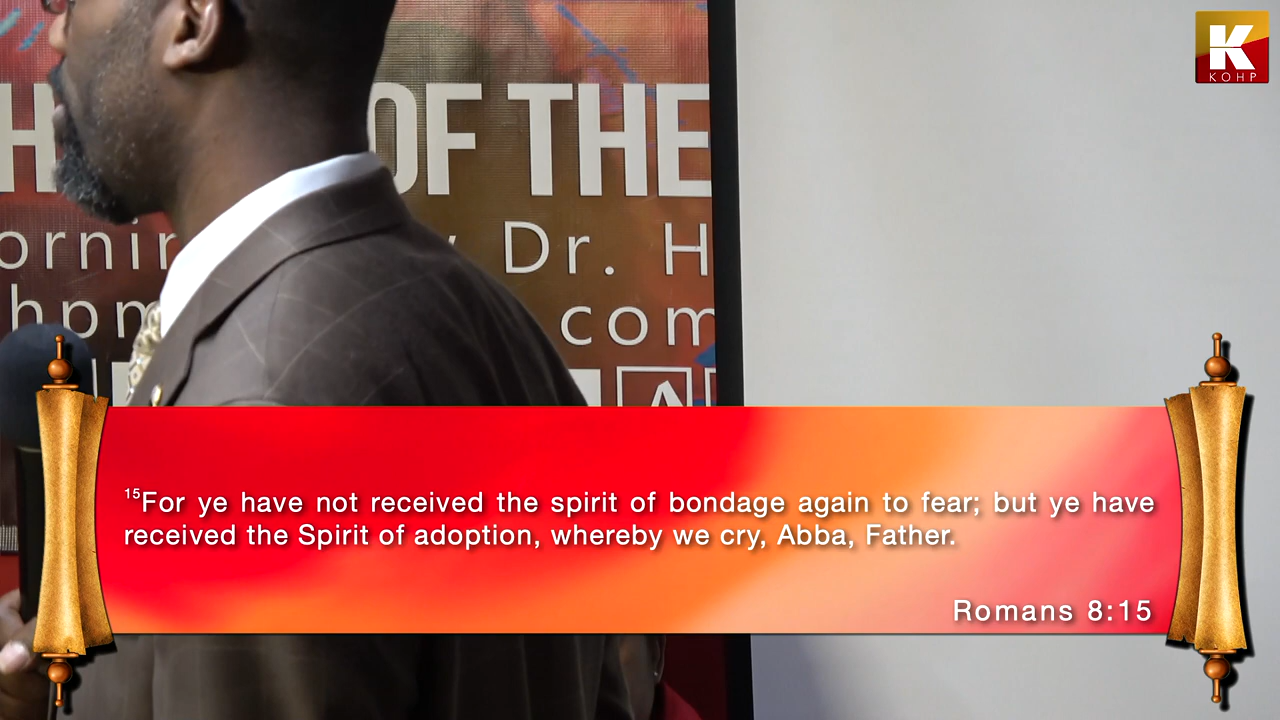 K
KOHP
OF THE
Dr. H
com
15For ye have not received the spirit of bondage again to fear; but ye have
received the Spirit of adoption, whereby we cry, Abba, Father.
Romans 8:15